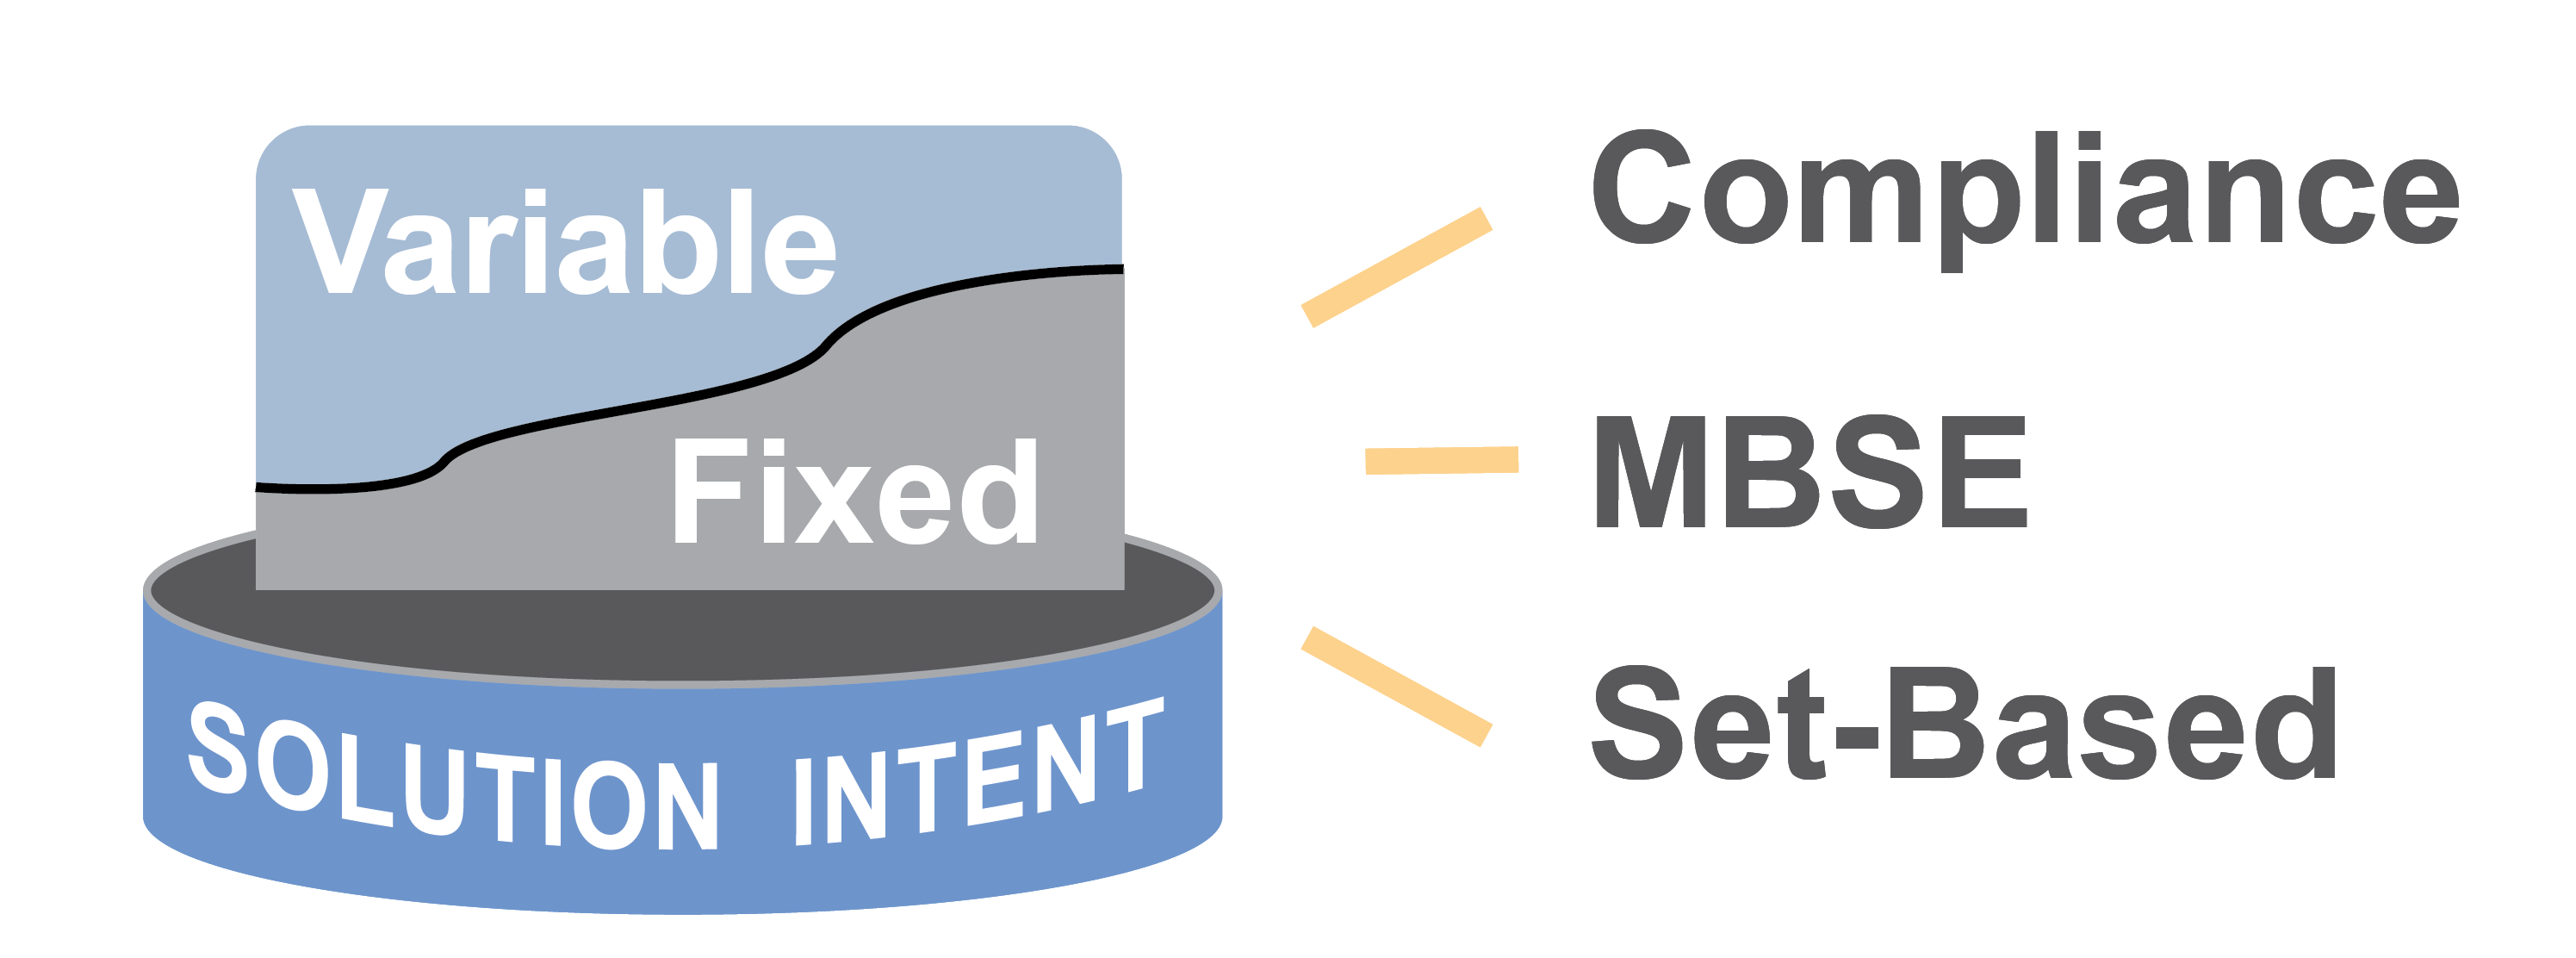 Variable
Fixed
SOLUTION INTENT
Compliance
MBSE
Set-Based